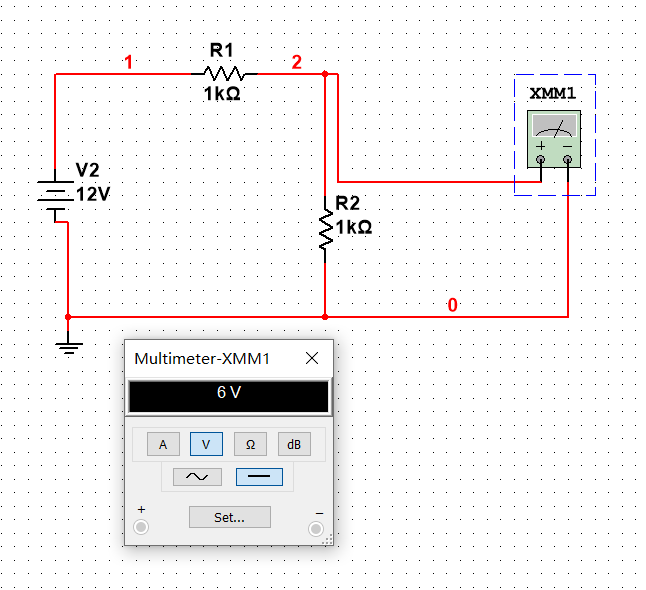 R1
1
2
1kΩ
XMM1
+ −
V2
12V
R2
1kΩ
0
Multimeter-XMM1
6 V
A V Ω dB
+ −
Set...